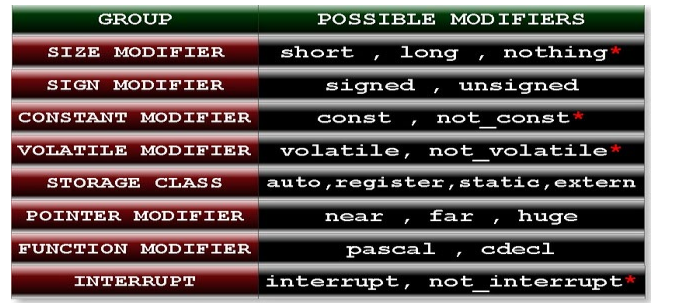 GROUP POSSIBLE MODIFIERS
SIZE MODIFIER short , long , nothing*
SIGN MODIFIER signed , unsigned
CONSTANT MODIFIER const , not_const*
VOLATILE MODIFIER volatile, not_volatile*
STORAGE CLASS auto,register,static,extern
POINTER MODIFIER near , far , huge
FUNCTION MODIFIER pascal , cdecl
INTERRUPT interrupt, not_interrupt*